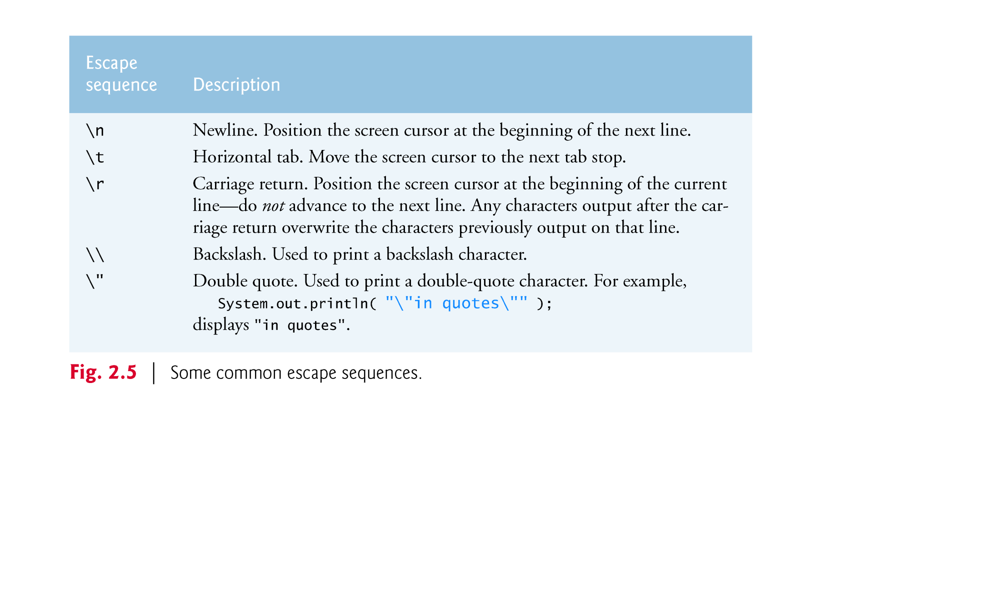 Escape
sequence Description
\n Newline. Position the screen cursor at the beginning of the next line.
\t Horizontal tab. Move the screen cursor to the next tab stop.
\r Carriage return. Position the screen cursor at the beginning of the current
line—do not advance to the next line. Any characters output after the car-
riage return overwrite the characters previously output on that line.
\\ Backslash. Used to print a backslash character.
\" Double quote. Used to print a double-quote character. For example,
System.out.println( "\"in quotes\"" );
displays "in quotes".
Fig. 2.5 | Some common escape sequences.